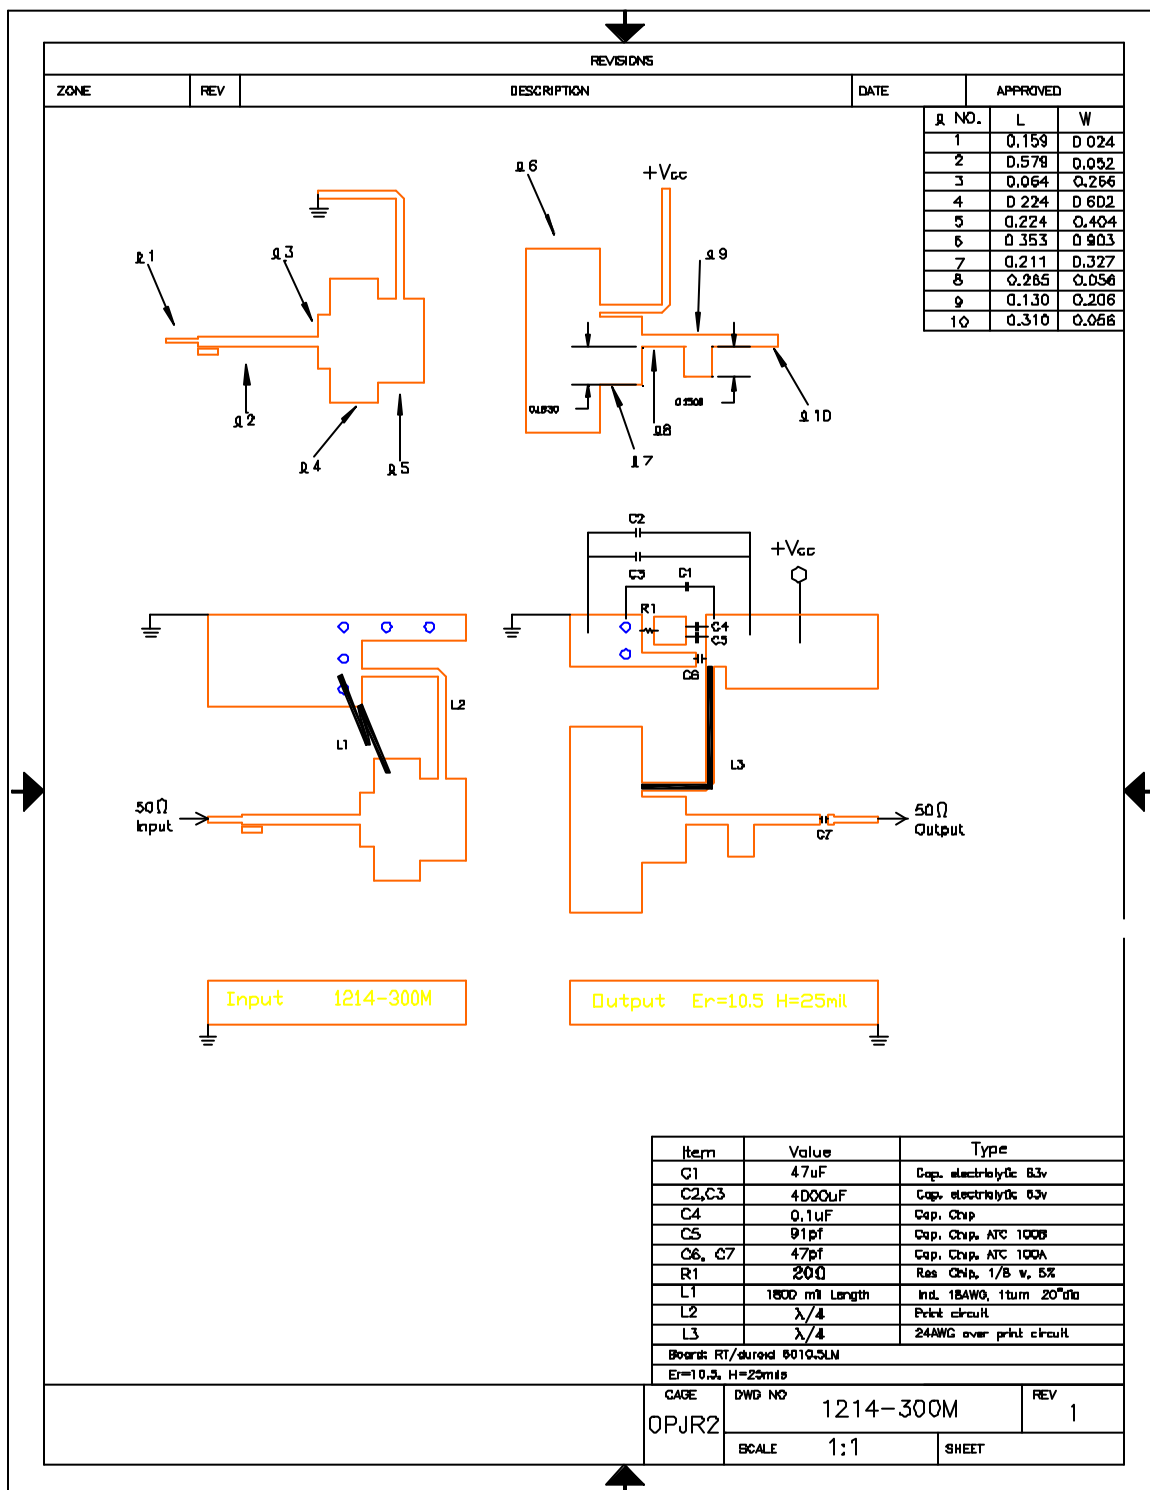 REVISIONS
ZONE REV DESCRIPTION DATE APPROVED
ℓ NO. L W
1 0.159 0.024
2 0.579 0.052
3 0.064 0.266
4 0.224 0.602
5 0.224 0.404
6 0.353 0.903
7 0.211 0.327
8 0.265 0.056
9 0.130 0.206
10 0.310 0.056
ℓ1
ℓ3
ℓ2
ℓ4
ℓ5
ℓ6
+Vcc
ℓ9
ℓ10
ℓ8
ℓ7
C2
C3
C1
+Vcc
R1
C4
C5
C6
L2
L1
L3
50Ω
Input
50Ω
Output
C7
Input 1214-300M
Output Er=10.5 H=25mil
Item Value Type
C1 47uF Cap. electrolytic 63v
C2,C3 4000uF Cap. electrolytic 63v
C4 0.1uF Cap. Chip
C5 91pf Cap. Chip, ATC 100B
C6, C7 47pf Cap. Chip, ATC 100A
R1 20Ω Res Chip, 1/8 w, 5%
L1 1800 mil Length Ind. 18AWG, 1turn 20"dia
L2 λ/4 Print circuit
L3 λ/4 24AWG over print circuit
Board: RT/duroid 6010.5LM
Er=10.5, H=25mils
CAGE
OPJR2
DWG NO
1214-300M
REV
1
SCALE 1:1 SHEET